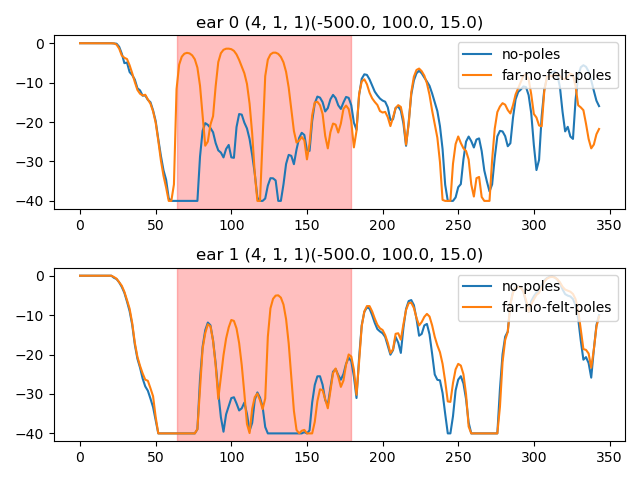 ear 0 (4, 1, 1)(-500.0, 100.0, 15.0)
0
−10
−20
−30
−40
no-poles
far-no-felt-poles
0 50 100 150 200 250 300 350
ear 1 (4, 1, 1)(-500.0, 100.0, 15.0)
0
−10
−20
−30
−40
no-poles
far-no-felt-poles
0 50 100 150 200 250 300 350